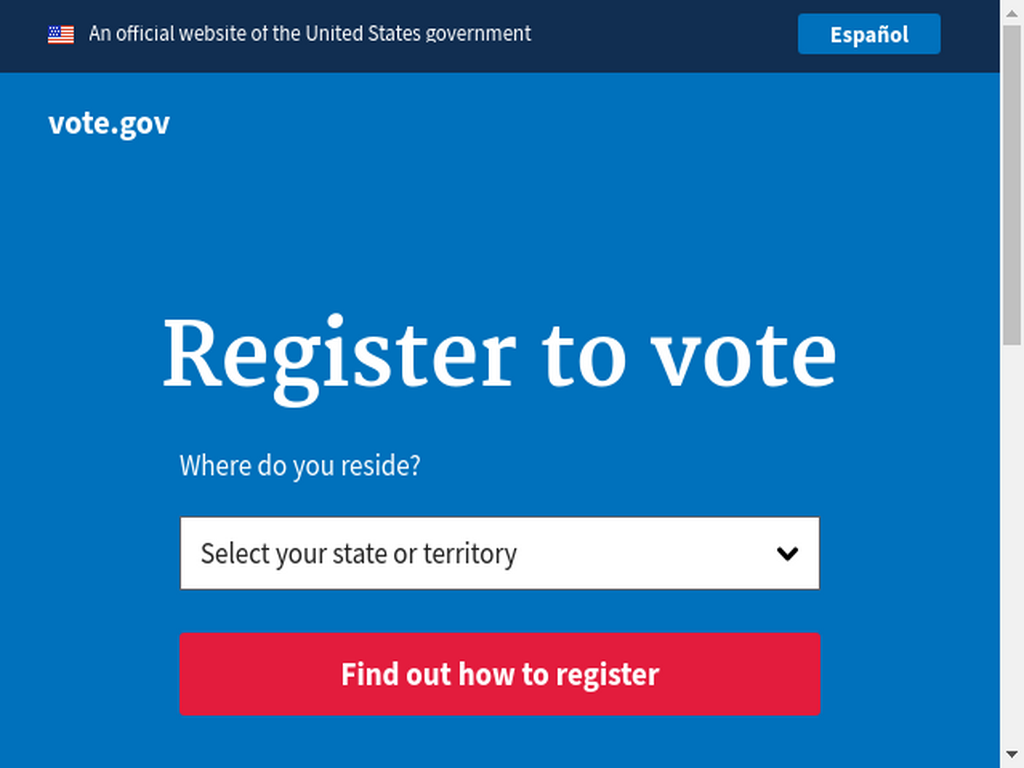 An official website of the United States government
Español
vote.gov
Register to vote
Where do you reside?
Select your state or territory
Find out how to register